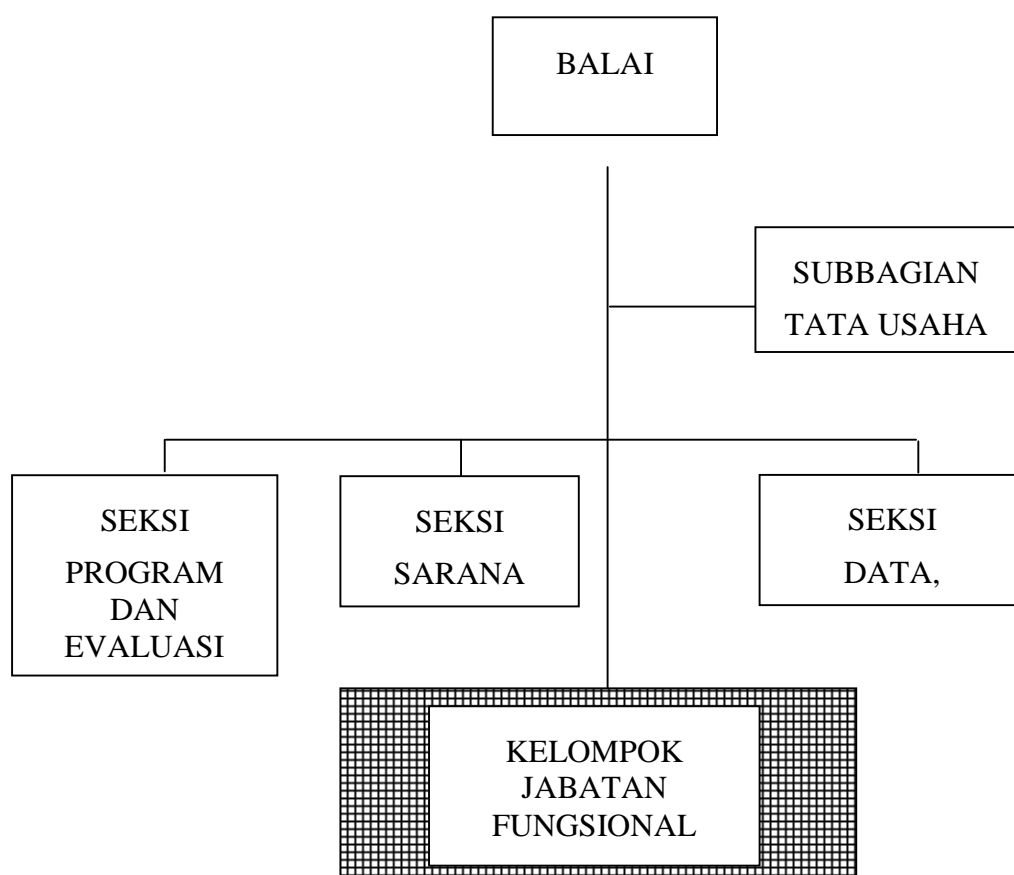 BALAI
SUBBAGIAN
TATA USAHA
SEKSI
PROGRAM
DAN
EVALUASI
SEKSI
SARANA
SEKSI
DATA,
KELOMPOK
JABATAN
FUNGSIONAL